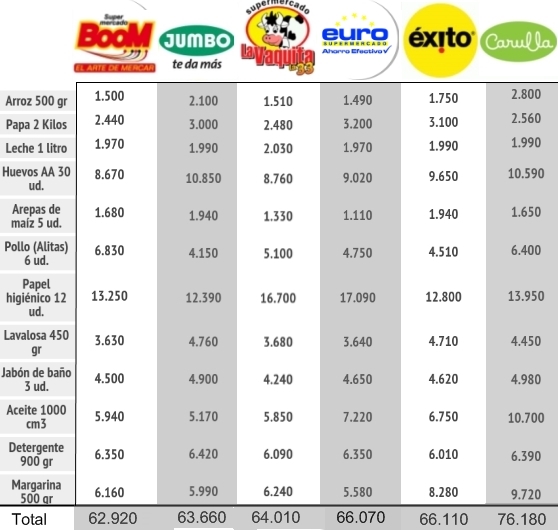 Super
mercado
BOOM
EL ARTE DE MERCAR
JUMBO
te da más
supermercado
La
Vaquita
euro
SUPERMERCADO
Ahorro Efectivo
éxito
Carulla
Arroz 500 gr 1.500 2.100 1.510 1.490 1.750 2.800
Papa 2 Kilos 2.440 3.000 2.480 3.200 3.100 2.560
Leche 1 litro 1.970 1.990 2.030 1.970 1.990 1.990
Huevos AA 30
ud. 8.670 10.850 8.760 9.020 9.650 10.590
Arepas de
maíz 5 ud. 1.680 1.940 1.330 1.110 1.940 1.650
Pollo (Alitas)
6 ud. 6.830 4.150 5.100 4.750 4.510 6.400
Papel
higiénico 12
ud. 13.250 12.390 16.700 17.090 12.800 13.950
Lavalosa 450
gr 3.630 4.760 3.680 3.640 4.710 4.450
Jabón de baño
3 ud. 4.500 4.900 4.240 4.650 4.620 4.980
Aceite 1000
cm3 5.940 5.170 5.850 7.220 6.750 10.700
Detergente
900 gr 6.350 6.420 6.090 6.350 6.010 6.390
Margarina
500 gr 6.160 5.990 6.240 5.580 8.280 9.720
Total 62.920 63.660 64.010 66.070 66.110 76.180